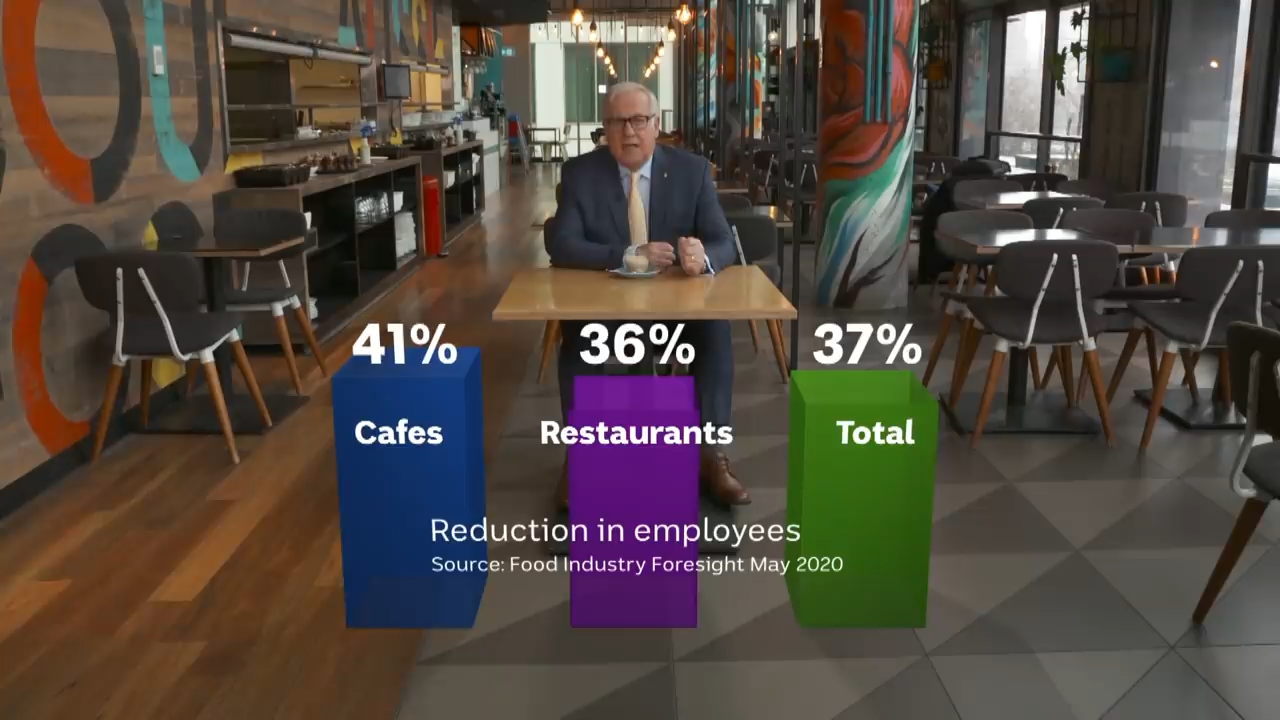 41% 36% 37%
Cafes Restaurants Total
Reduction in employees
Source: Food Industry Foresight May 2020